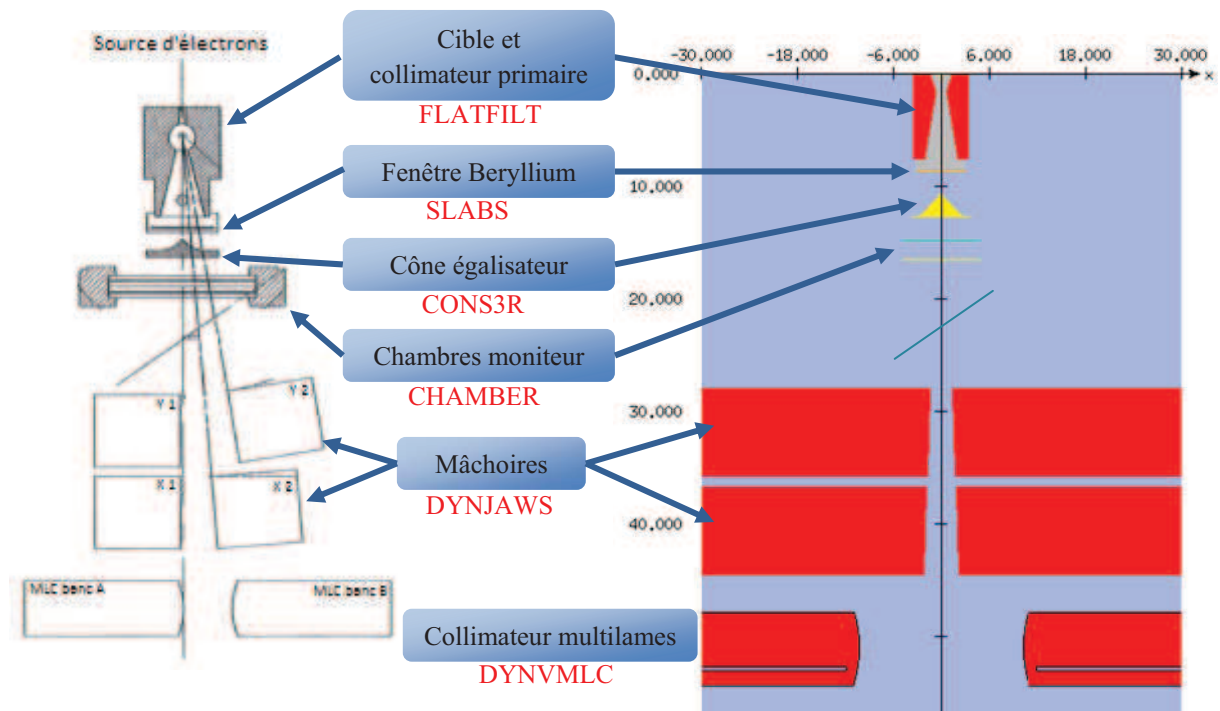 Source d'électrons
Cible et
collimateur primaire
FLATFILT
Fenêtre Beryllium
SLABS
Cône égalisateur
CONS3R
Chambres moniteur
CHAMBER
Y 1
Y 2
Mâchoires
DYNJAWS
X 1
X 2
MLC banc A
MLC banc B
Collimateur multilames
DYNVMLC
-30.000 -18.000 -6.000 6.000 18.000 30.000
0.000
x
10.000
20.000
30.000
40.000